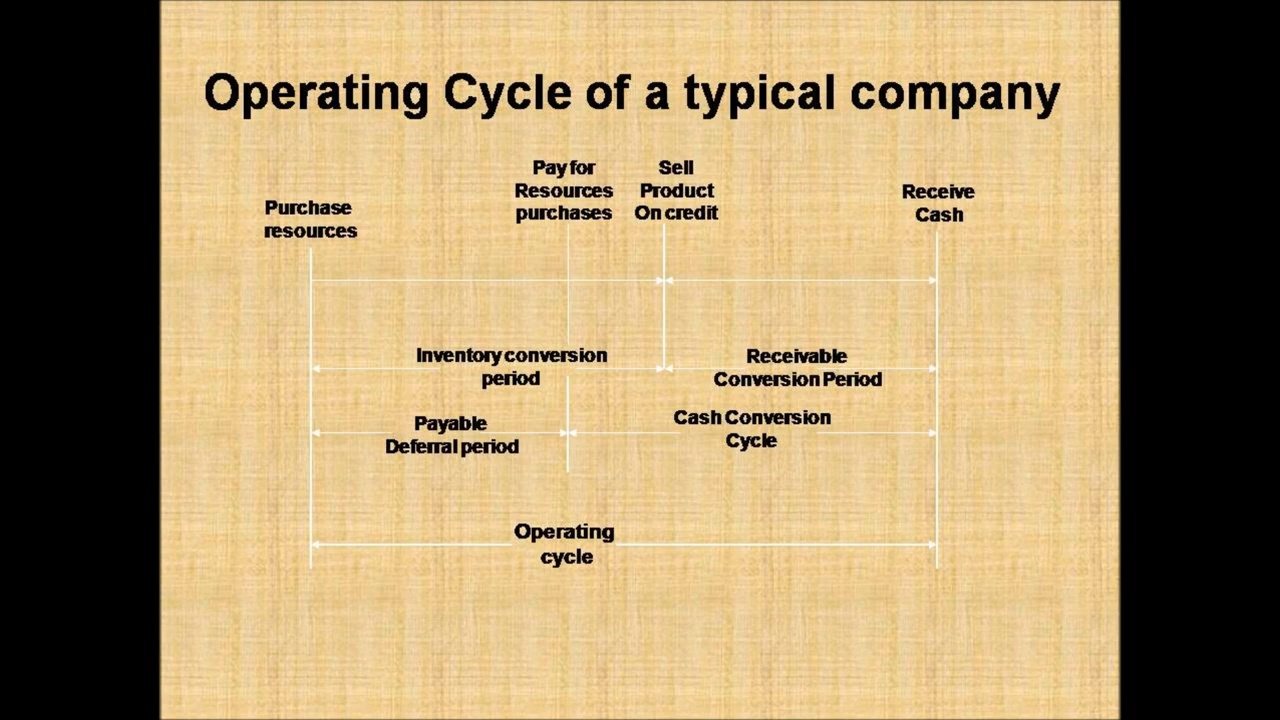 Operating Cycle of a typical company
Purchase
resources
Pay for
Resources
purchases
Sell
Product
On credit
Receive
Cash
Inventory conversion
period
Receivable
Conversion Period
Payable
Deferral period
Cash Conversion
Cycle
Operating
cycle